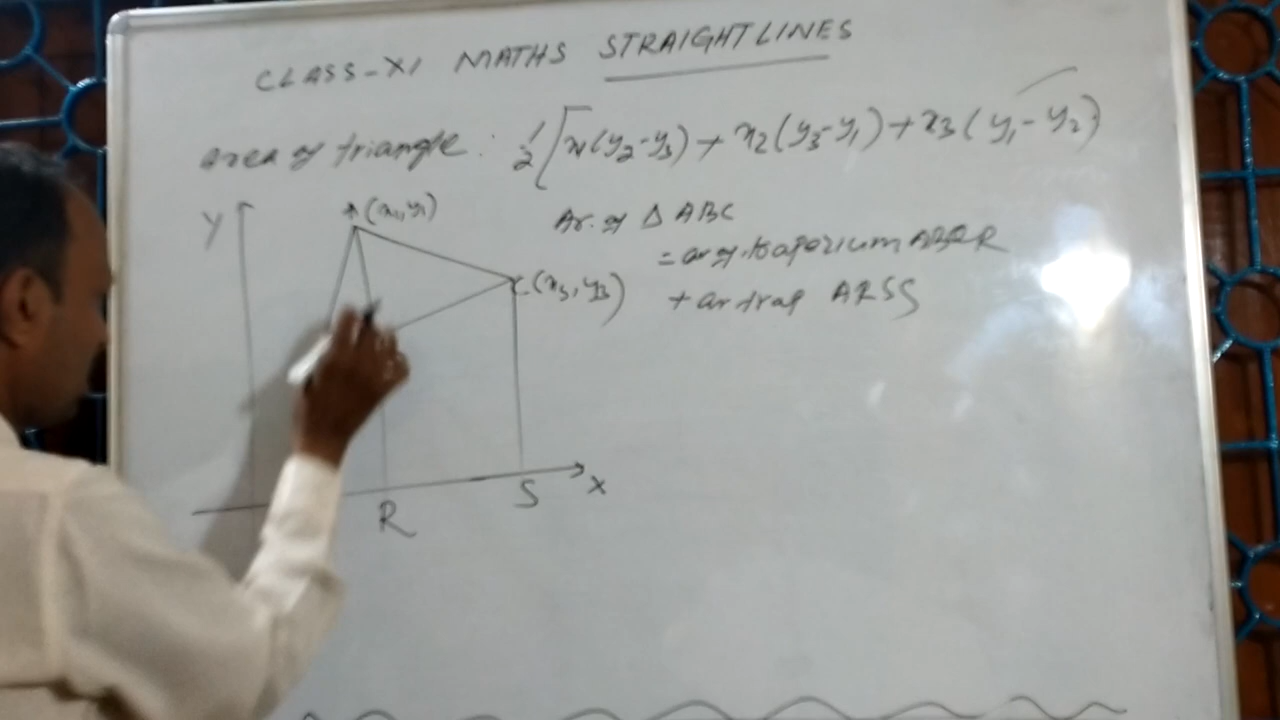 CLASS-XI MATHS STRAIGHT LINES
area of triangle : 1/2 [x1(y2-y3)+x2(y3-y1)+x3(y1-y2)
Y
A(x1,y1)
C(x3,y3)
R
S
X
Ar. of Δ ABC
= ar of. trapezium ABQR
+ ar trap ARSS